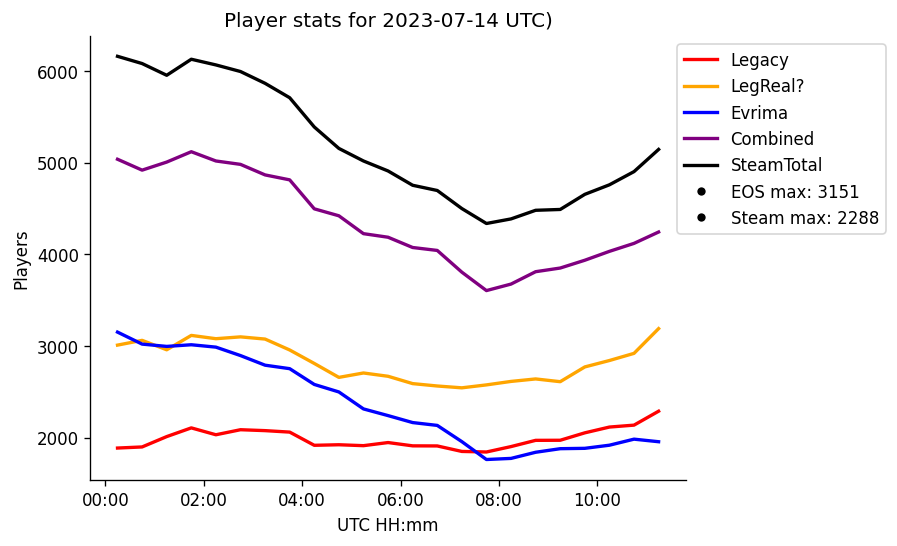 Player stats for 2023-07-14 UTC)
Legacy
LegReal?
Evrima
Combined
SteamTotal
EOS max: 3151
Steam max: 2288
Players
6000
5000
4000
3000
2000
00:00 02:00 04:00 06:00 08:00 10:00
UTC HH:mm